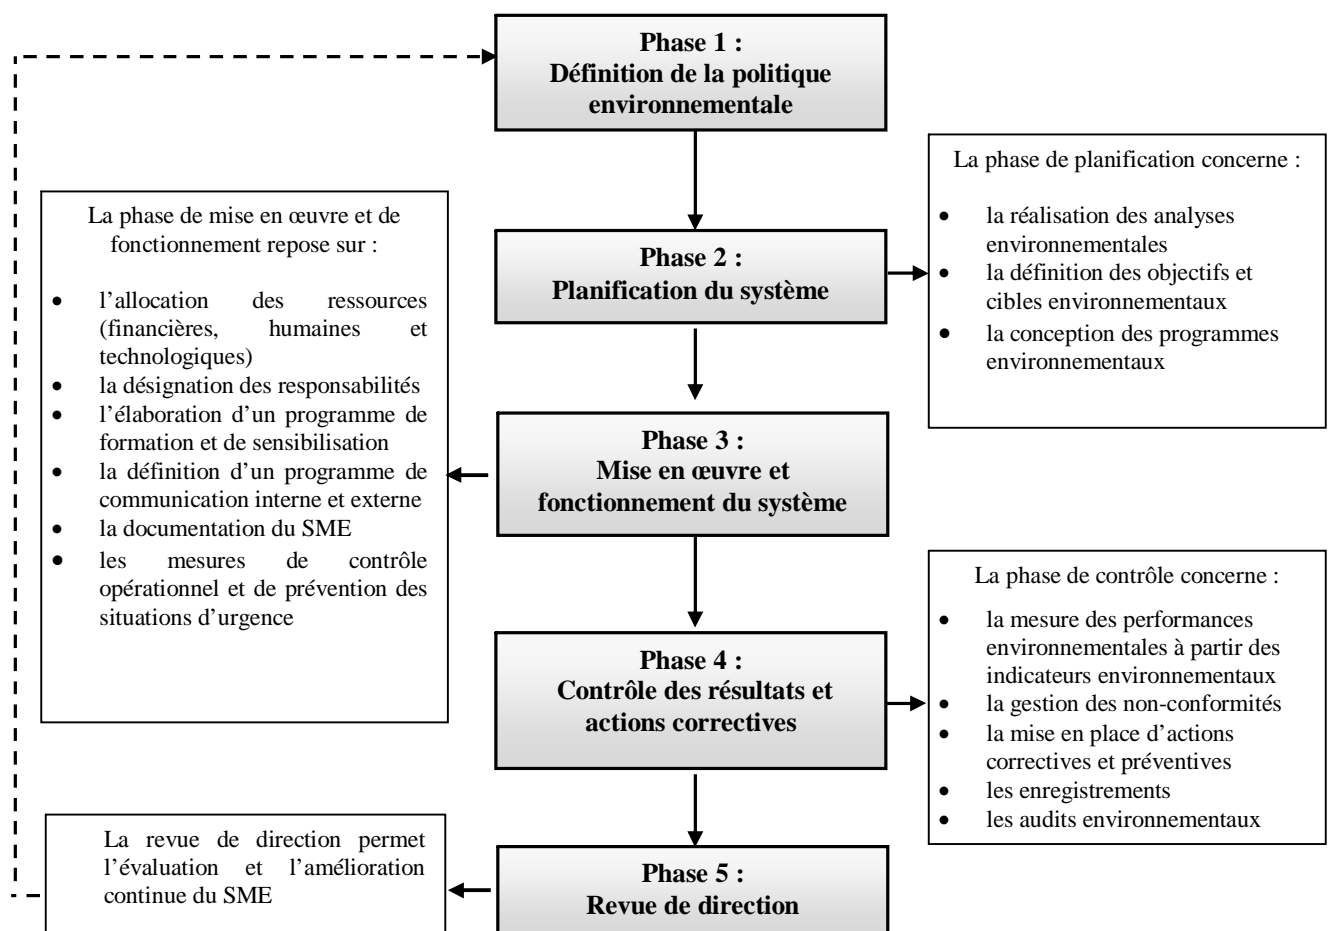 Phase 1 :
Définition de la politique
environnementale
La phase de planification concerne :
• la réalisation des analyses
environnementales
• la définition des objectifs et
cibles environnementaux
• la conception des programmes
environnementaux
Phase 2 :
Planification du système
La phase de mise en œuvre et de
fonctionnement repose sur :
• l’allocation des ressources
(financières, humaines et
technologiques)
• la désignation des responsabilités
• l’élaboration d’un programme de
formation et de sensibilisation
• la définition d’un programme de
communication interne et externe
• la documentation du SME
• les mesures de contrôle
opérationnel et de prévention des
situations d’urgence
Phase 3 :
Mise en œuvre et
fonctionnement du système
Phase 4 :
Contrôle des résultats et
actions correctives
La phase de contrôle concerne :
• la mesure des performances
environnementales à partir des
indicateurs environnementaux
• la gestion des non-conformités
• la mise en place d’actions
correctives et préventives
• les enregistrements
• les audits environnementaux
La revue de direction permet
l’évaluation et l’amélioration
continue du SME
Phase 5 :
Revue de direction